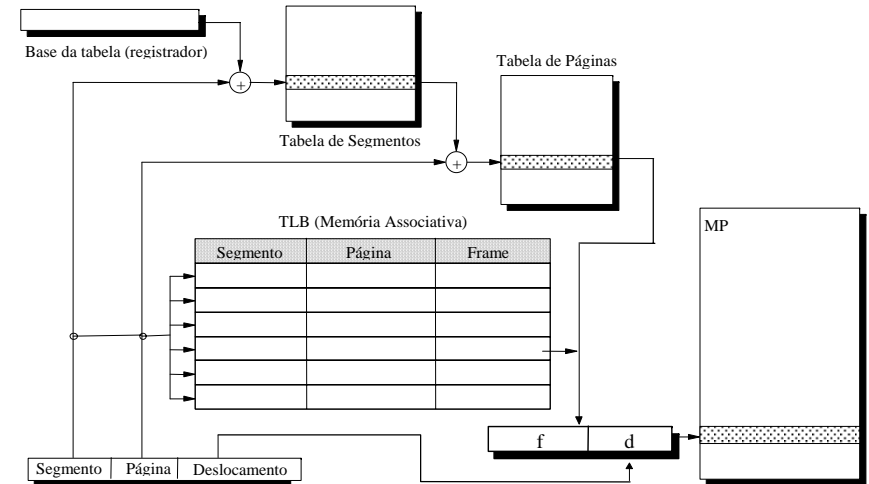 Base da tabela (registrador)
Tabela de Páginas
+
Tabela de Segmentos
+
TLB (Memória Associativa)
MP
Segmento Página Frame
f d
Segmento Página Deslocamento